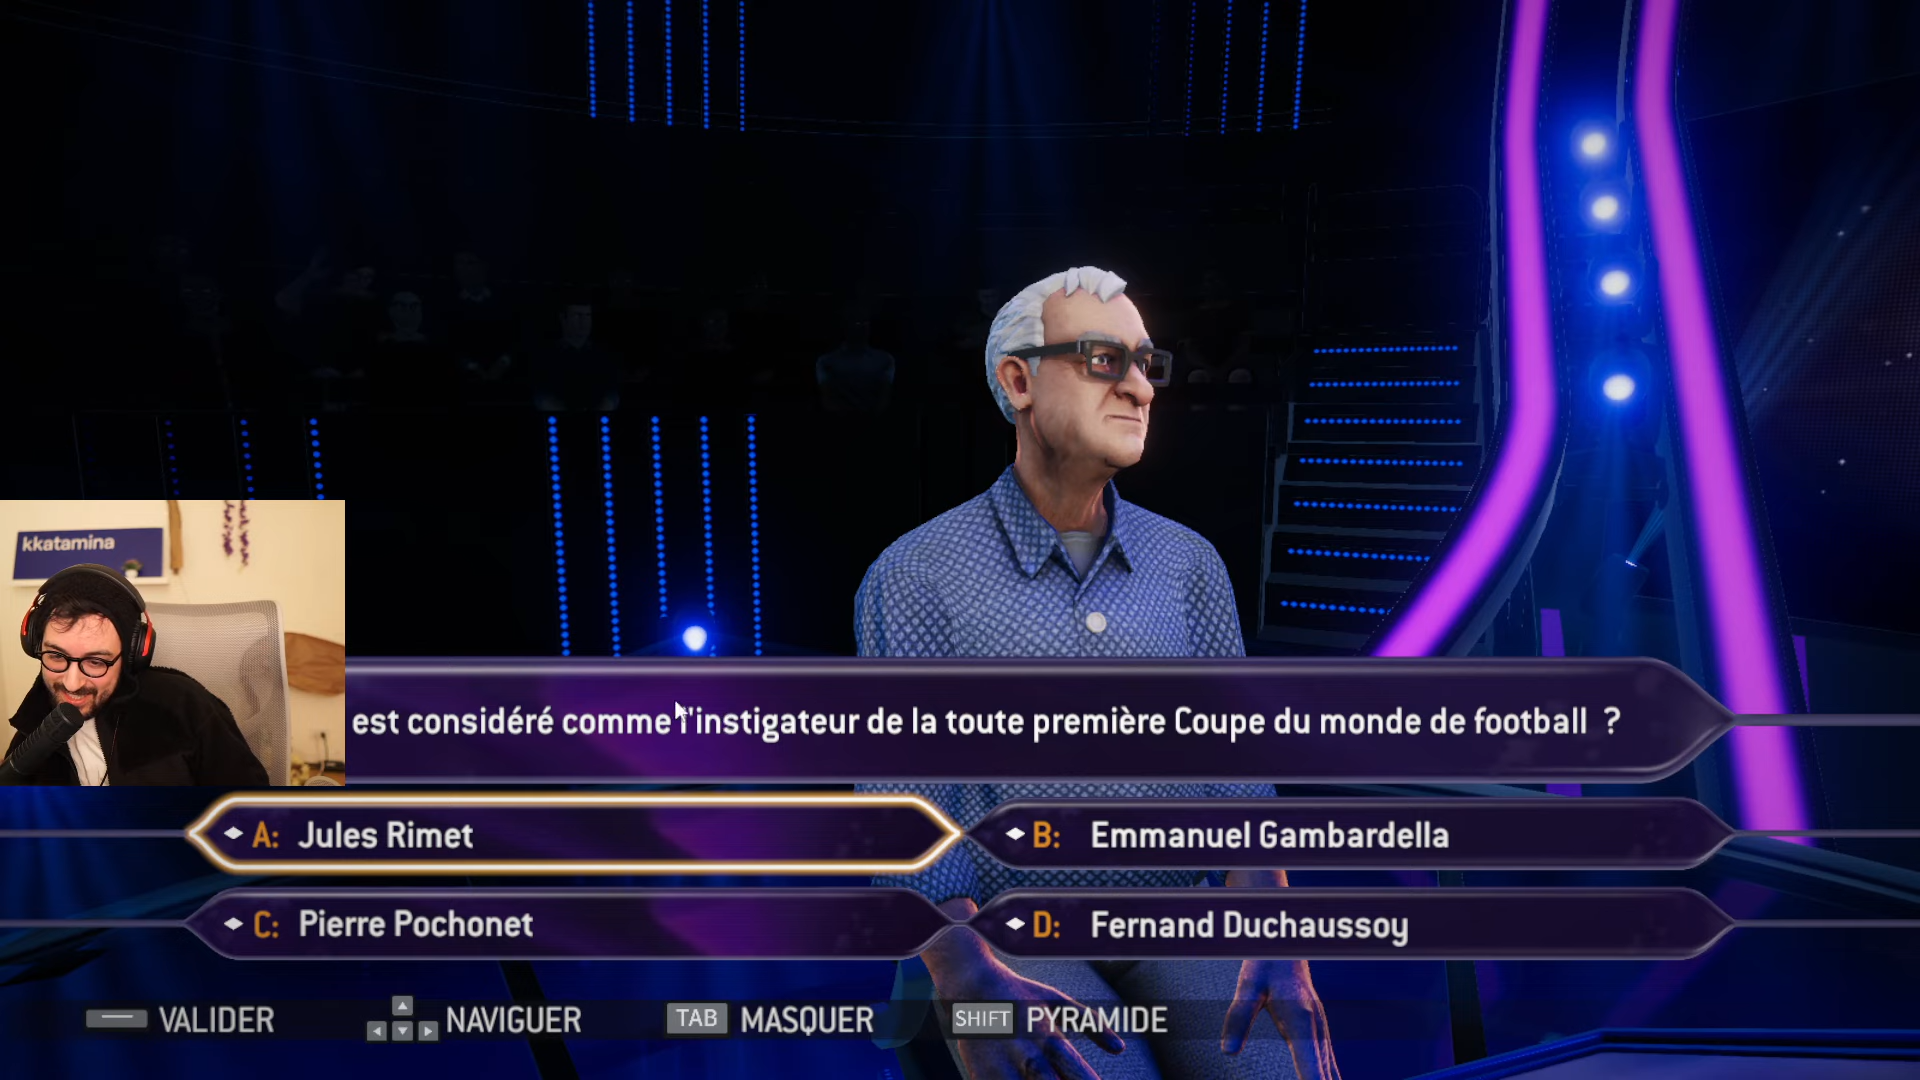 kkatamina
est considéré comme l'instigateur de la toute première Coupe du monde de football ?
A: Jules Rimet
B: Emmanuel Gambardella
C: Pierre Pochonet
D: Fernand Duchaussoy
VALIDER
NAVIGUER
TAB MASQUER
SHIFT PYRAMIDE